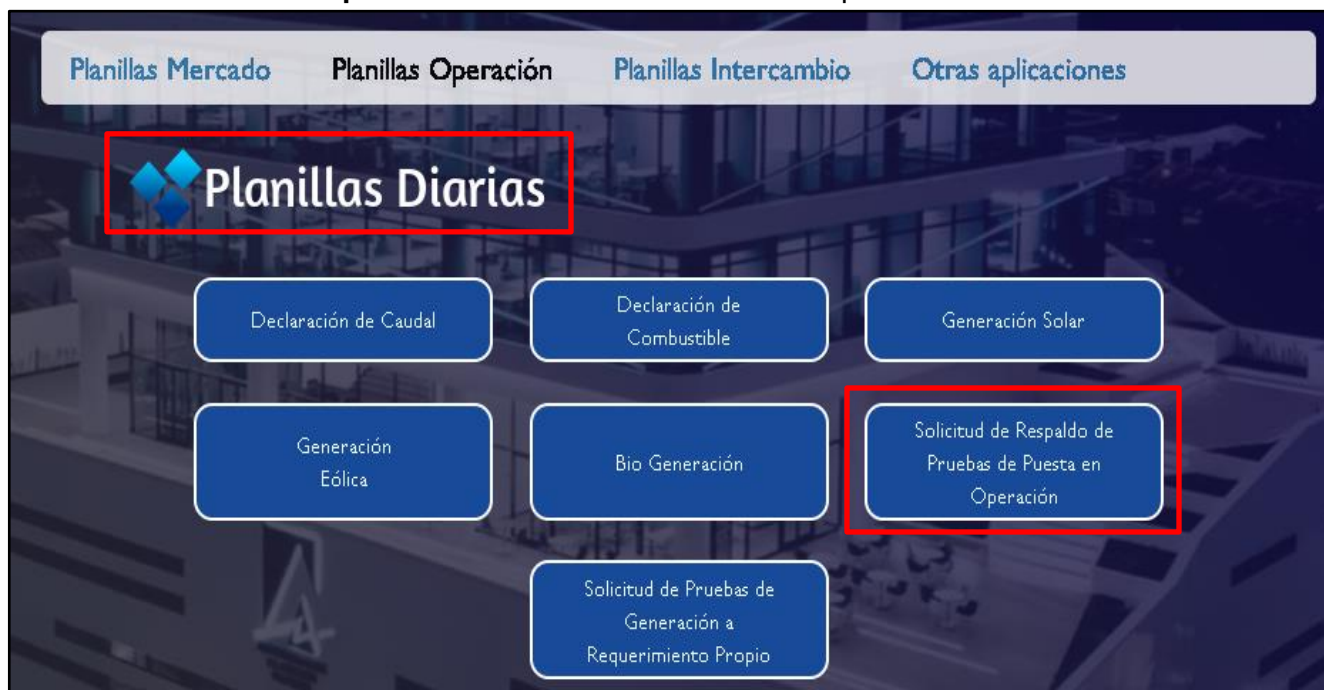 Planillas Mercado Planillas Operación Planillas Intercambio Otras aplicaciones
Planillas Diarias
Declaración de Caudal
Declaración de
Combustible
Generación Solar
Generación
Eólica
Bio Generación
Solicitud de Respaldo de
Pruebas de Puesta en
Operación
Solicitud de Pruebas de
Generación a
Requerimiento Propio